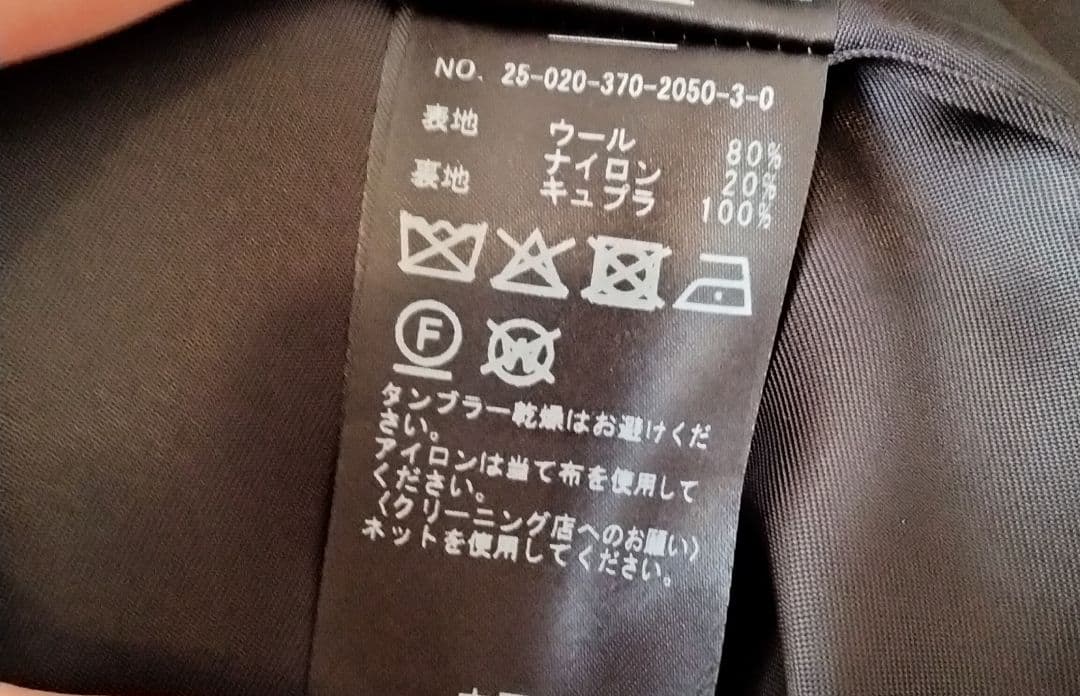 NO. 25-020-370-2050-3-0
表地 ウール 80%
ナイロン 20%
裏地 キュプラ 100%
F W
タンブラー乾燥はお避けくだ
さい。
アイロンは当て布を使用して
ください。
〈クリーニング店へのお願い〉
ネットを使用してください。